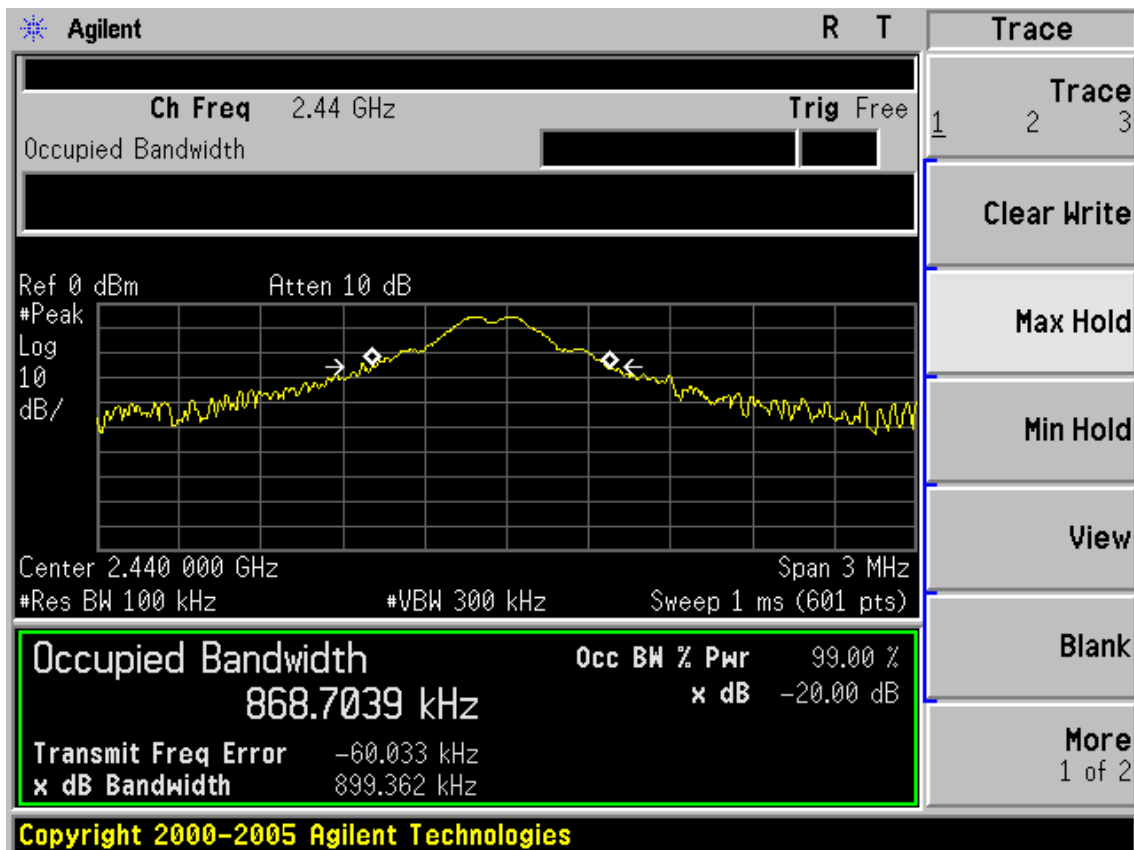 Agilent R T Trace
Ch Freq 2.44 GHz Trig Free
Occupied Bandwidth
Trace
1 2 3
Clear Write
Ref 0 dBm Atten 10 dB
#Peak
Log
10
dB/
Max Hold
Min Hold
View
Center 2.440 000 GHz Span 3 MHz
#Res BW 100 kHz #VBW 300 kHz Sweep 1 ms (601 pts)
Occupied Bandwidth
868.7039 kHz
Occ BW % Pwr 99.00 %
x dB -20.00 dB
Transmit Freq Error -60.033 kHz
x dB Bandwidth 899.362 kHz
Blank
More
1 of 2
Copyright 2000-2005 Agilent Technologies